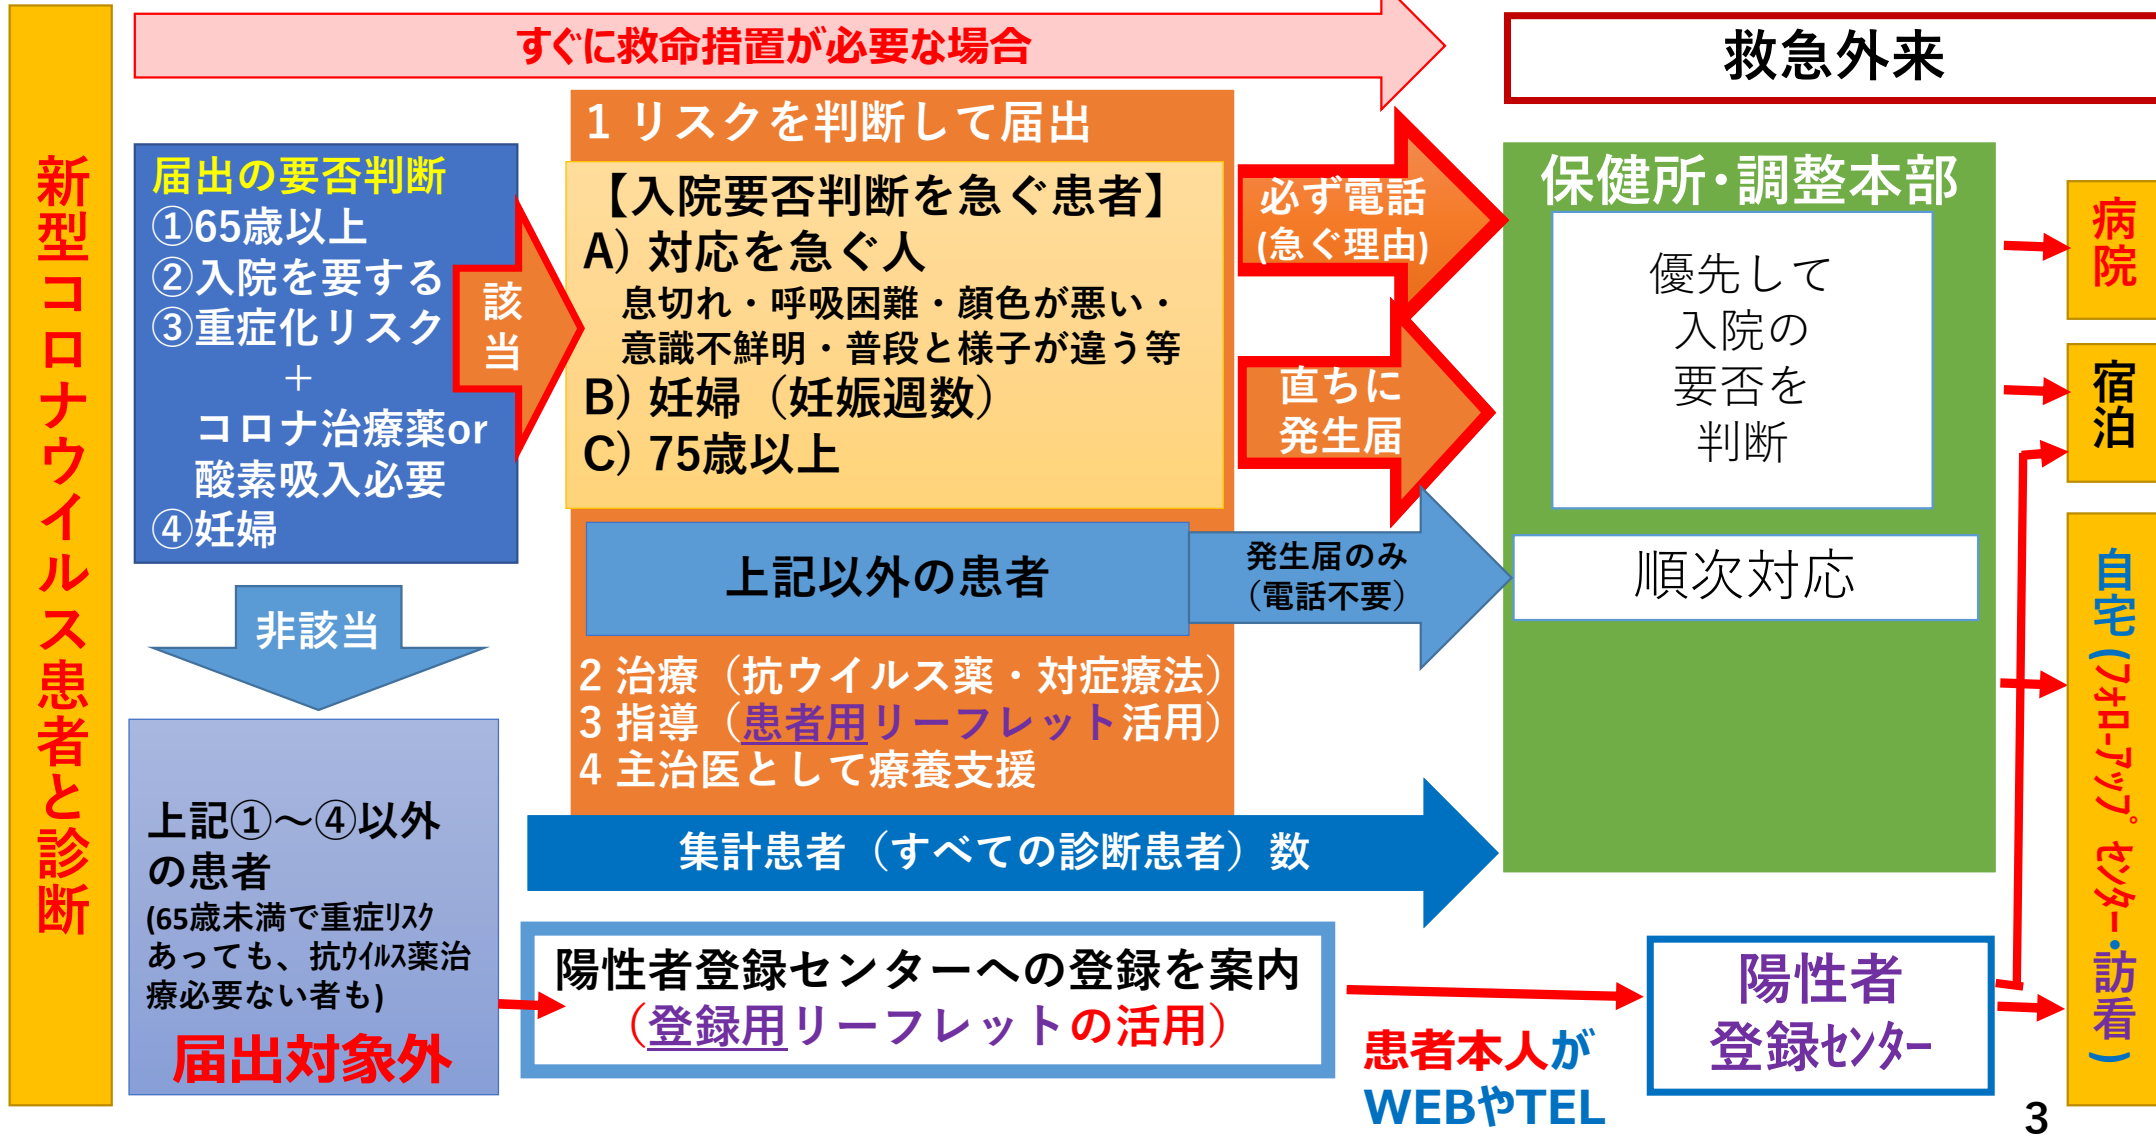 新型コロナウイルス患者と診断
すぐに救命措置が必要な場合
救急外来
届出の要否判断
①65歳以上
②入院を要する
③重症化リスク
＋
コロナ治療薬or
酸素吸入必要
④妊婦
該
当
1 リスクを判断して届出
【入院要否判断を急ぐ患者】
A）対応を急ぐ人
息切れ・呼吸困難・顔色が悪い・
意識不鮮明・普段と様子が違う等
B）妊婦（妊娠週数）
C）75歳以上
必ず電話
(急ぐ理由)
直ちに
発生届
保健所・調整本部
優先して
入院の
要否を
判断
上記以外の患者
発生届のみ
（電話不要）
順次対応
2 治療（抗ウイルス薬・対症療法）
3 指導（患者用リーフレット活用）
4 主治医として療養支援
非該当
上記①～④以外
の患者
(65歳未満で重症ﾘｽｸ
あっても、抗ｳｲﾙｽ薬治
療必要ない者も)
届出対象外
集計患者（すべての診断患者）数
陽性者登録センターへの登録を案内
（登録用リーフレットの活用）
患者本人が
WEBやTEL
陽性者
登録ｾﾝﾀｰ
病院
宿泊
自宅(ﾌｫﾛｰｱｯﾌﾟｾﾝﾀｰ・訪看)
3